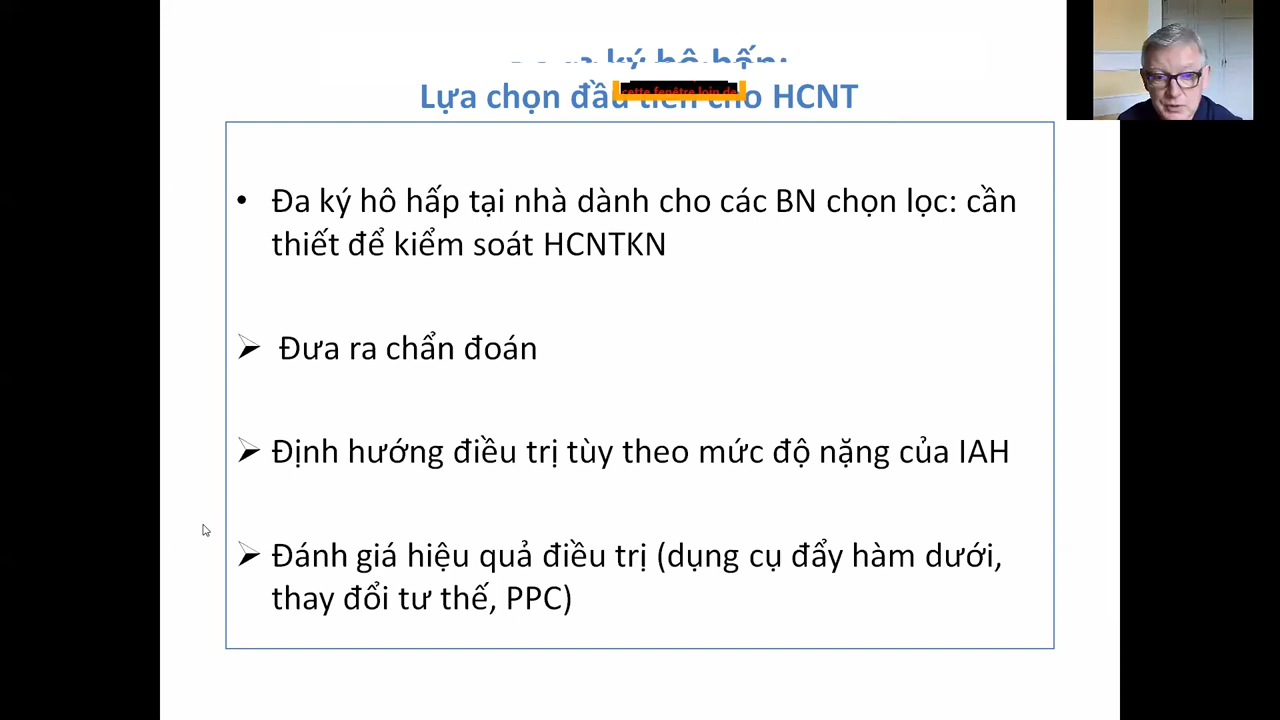 ký hô hấp:
Lựa chọn đầu tiên cho HCNT
cette fenêtre loin de
• Đa ký hô hấp tại nhà dành cho các BN chọn lọc: cần
thiết để kiểm soát HCNTKN
➢ Đưa ra chẩn đoán
➢ Định hướng điều trị tùy theo mức độ nặng của IAH
➢ Đánh giá hiệu quả điều trị (dụng cụ đẩy hàm dưới,
thay đổi tư thế, PPC)